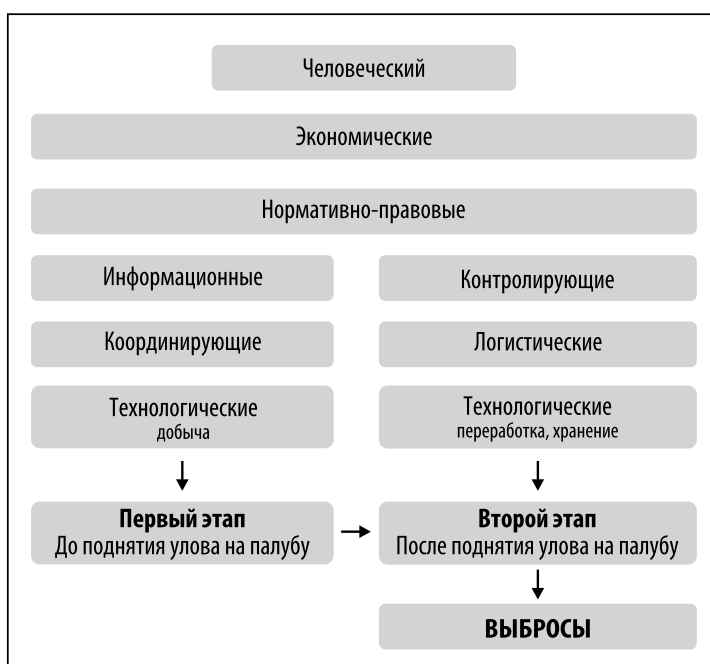 Человеческий
Экономические
Нормативно-правовые
Информационные
Контролирующие
Координирующие
Логистические
Технологические
добыча
Технологические
переработка, хранение
Первый этап
До поднятия улова на палубу
Второй этап
После поднятия улова на палубу
ВЫБРОСЫ